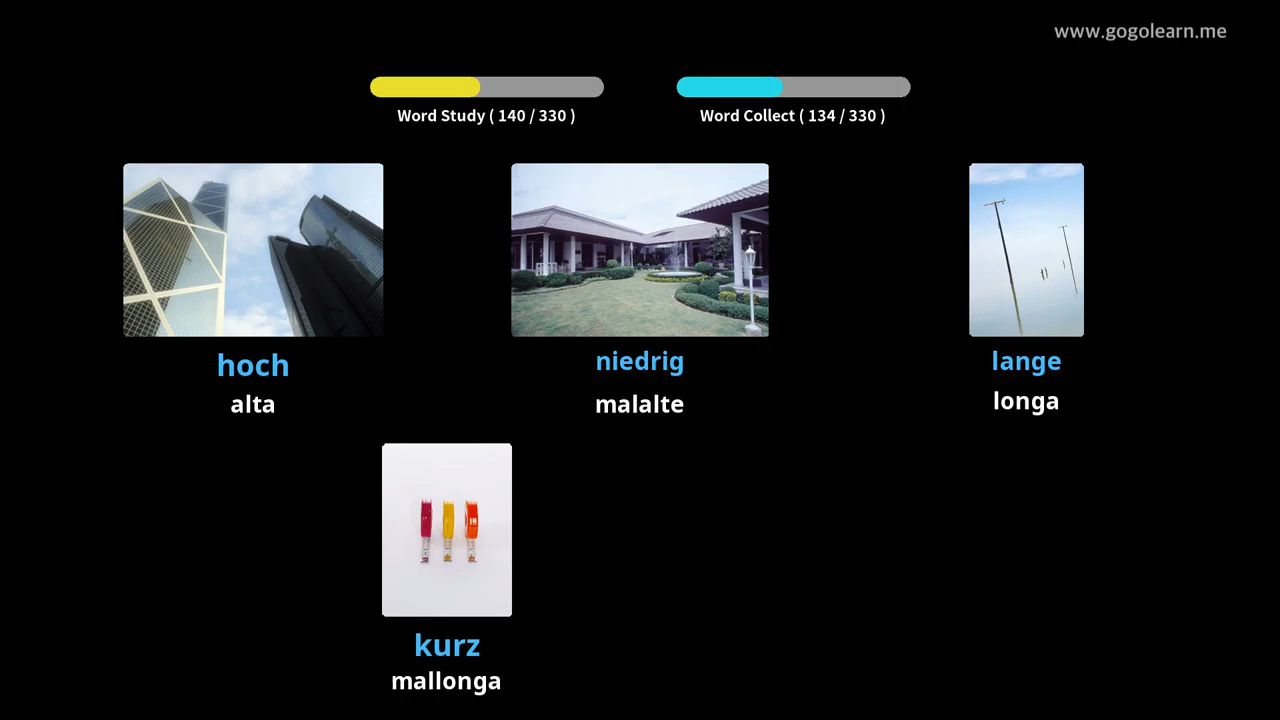 www.gogolearn.me
Word Study ( 140 / 330 )
Word Collect ( 134 / 330 )
hoch
alta
niedrig
malalte
lange
longa
kurz
mallonga